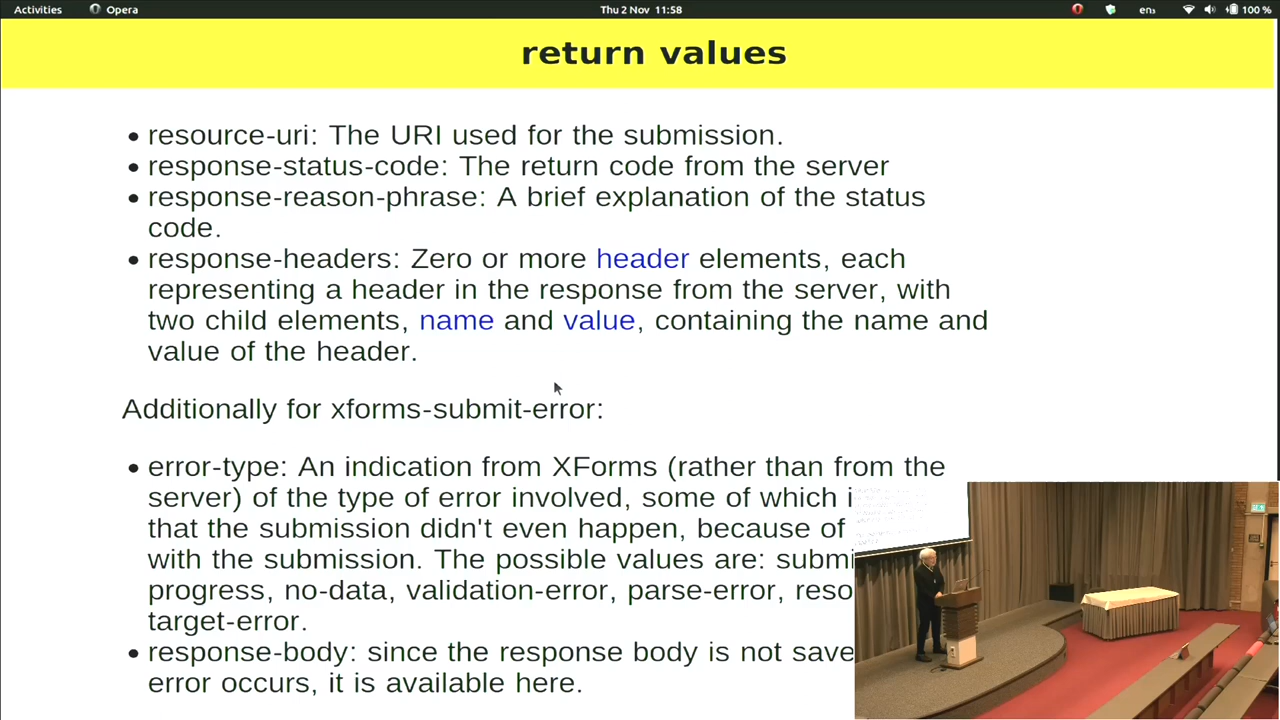 Activities Opera Thu 2 Nov 11:58 en₃ 100 %
return values
• resource-uri: The URI used for the submission.
• response-status-code: The return code from the server
• response-reason-phrase: A brief explanation of the status
code.
• response-headers: Zero or more header elements, each
representing a header in the response from the server, with
two child elements, name and value, containing the name and
value of the header.
Additionally for xforms-submit-error:
• error-type: An indication from XForms (rather than from the
server) of the type of error involved, some of which i
that the submission didn't even happen, because of
with the submission. The possible values are: submi
progress, no-data, validation-error, parse-error, reso
target-error.
• response-body: since the response body is not save
error occurs, it is available here.